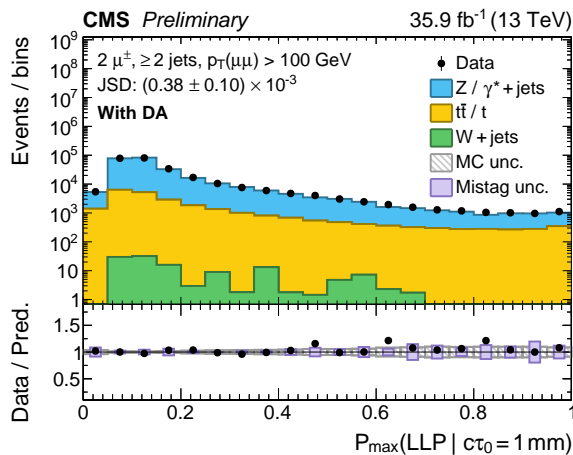 CMS Preliminary 35.9 fb⁻¹ (13 TeV)
Events / bins
10⁹
10⁸
10⁷
10⁶
10⁵
10⁴
10³
10²
10
1
2 μ±, ≥ 2 jets, p_T(μμ) > 100 GeV
JSD: (0.38 ± 0.10) × 10⁻³
With DA
Data
Z / γ* + jets
tt̄ / t
W + jets
MC unc.
Mistag unc.
Data / Pred.
1.5
1
0.5
0 0.2 0.4 0.6 0.8 1
P_max(LLP | cτ₀ = 1 mm)